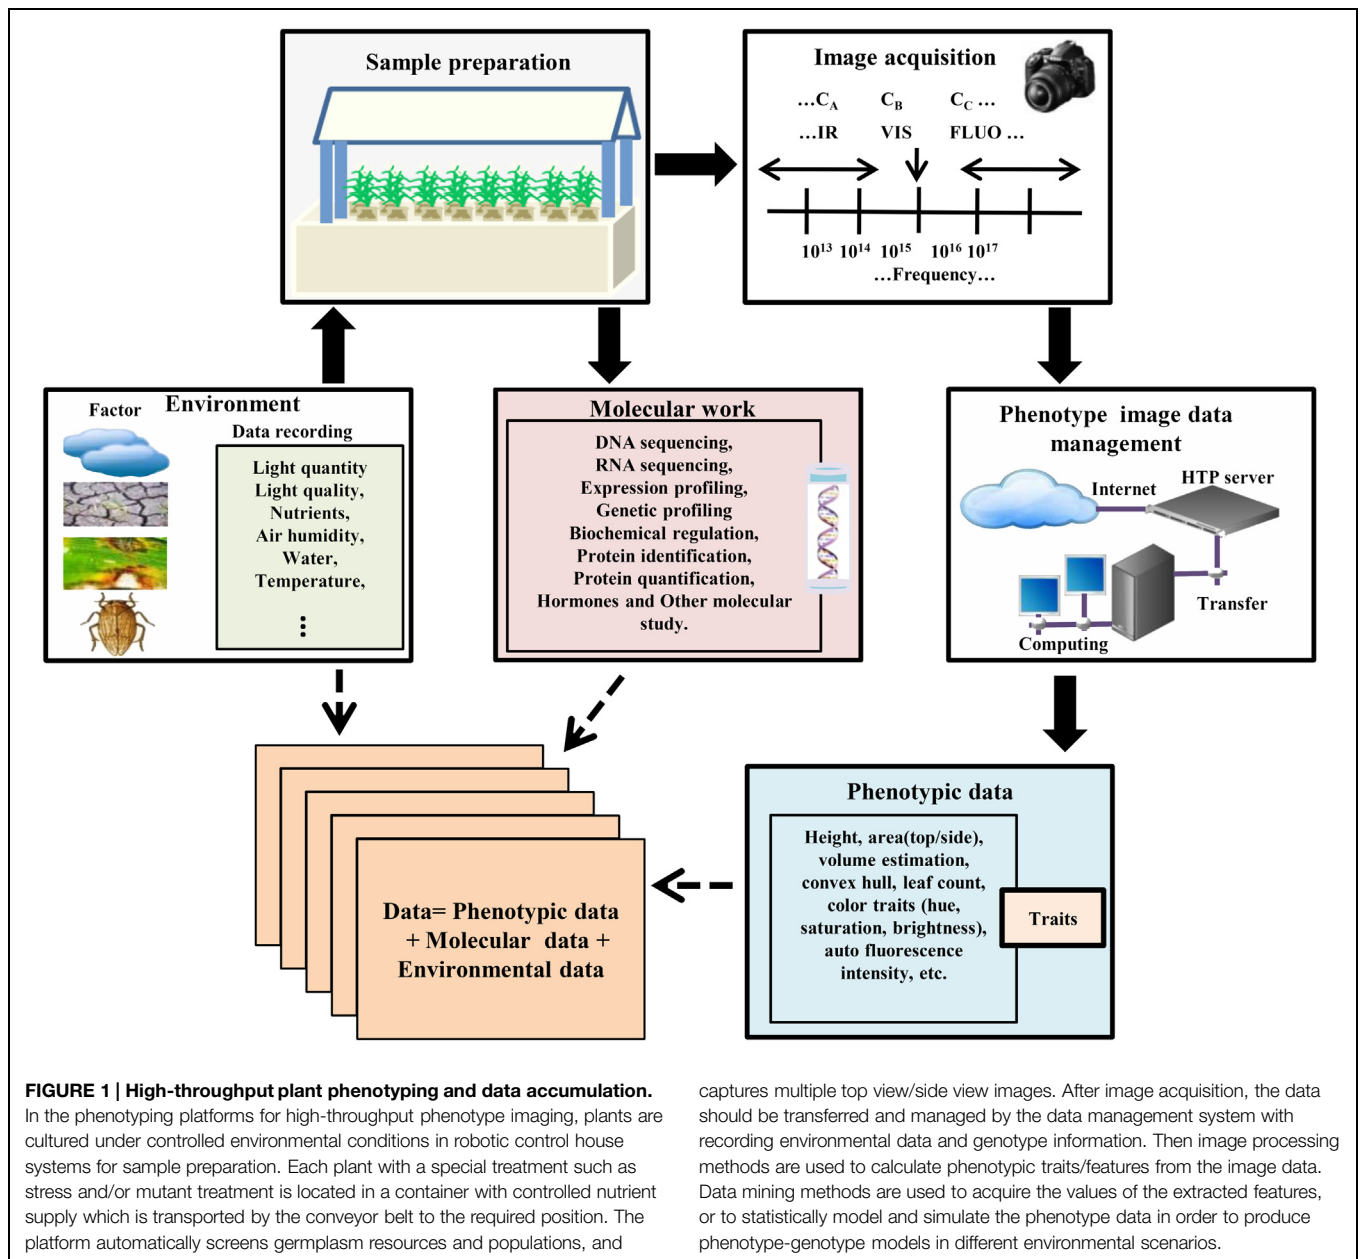 Sample preparation
Image acquisition
...C_A C_B C_C ...
...IR VIS FLUO ...
10^13 10^14 10^15 10^16 10^17
...Frequency...
Environment
Factor
Data recording
Light quantity
Light quality,
Nutrients,
Air humidity,
Water,
Temperature,
⋮
Molecular work
DNA sequencing,
RNA sequencing,
Expression profiling,
Genetic profiling
Biochemical regulation,
Protein identification,
Protein quantification,
Hormones and Other molecular
study.
Phenotype image data
management
Internet
HTP server
Transfer
Computing
Data= Phenotypic data
+ Molecular data +
Environmental data
Phenotypic data
Height, area(top/side),
volume estimation,
convex hull, leaf count,
color traits (hue,
saturation, brightness),
auto fluorescence
intensity, etc.
Traits
FIGURE 1 | High-throughput plant phenotyping and data accumulation.
In the phenotyping platforms for high-throughput phenotype imaging, plants are
cultured under controlled environmental conditions in robotic control house
systems for sample preparation. Each plant with a special treatment such as
stress and/or mutant treatment is located in a container with controlled nutrient
supply which is transported by the conveyor belt to the required position. The
platform automatically screens germplasm resources and populations, and
captures multiple top view/side view images. After image acquisition, the data
should be transferred and managed by the data management system with
recording environmental data and genotype information. Then image processing
methods are used to calculate phenotypic traits/features from the image data.
Data mining methods are used to acquire the values of the extracted features,
or to statistically model and simulate the phenotype data in order to produce
phenotype-genotype models in different environmental scenarios.